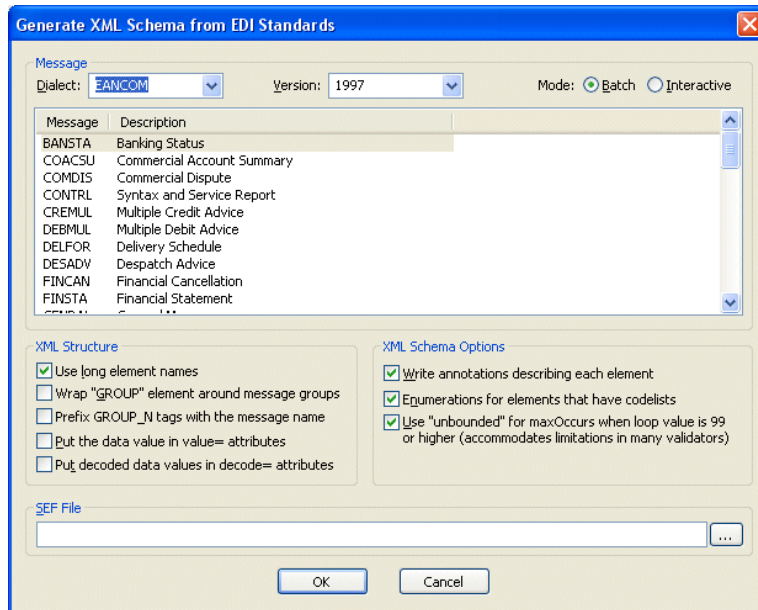 Generate XML Schema from EDI Standards
Message
Dialect: EANCOM Version: 1997 Mode: Batch Interactive
Message Description
BANSTA Banking Status
COACSU Commercial Account Summary
COMDIS Commercial Dispute
CONTRL Syntax and Service Report
CREMUL Multiple Credit Advice
DEBMUL Multiple Debit Advice
DELFOR Delivery Schedule
DESADV Despatch Advice
FINCAN Financial Cancellation
FINSTA Financial Statement
XML Structure
Use long element names
Wrap "GROUP" element around message groups
Prefix GROUP_N tags with the message name
Put the data value in value= attributes
Put decoded data values in decode= attributes
XML Schema Options
Write annotations describing each element
Enumerations for elements that have codelists
Use "unbounded" for maxOccurs when loop value is 99
or higher (accommodates limitations in many validators)
SEF File
...
OK Cancel